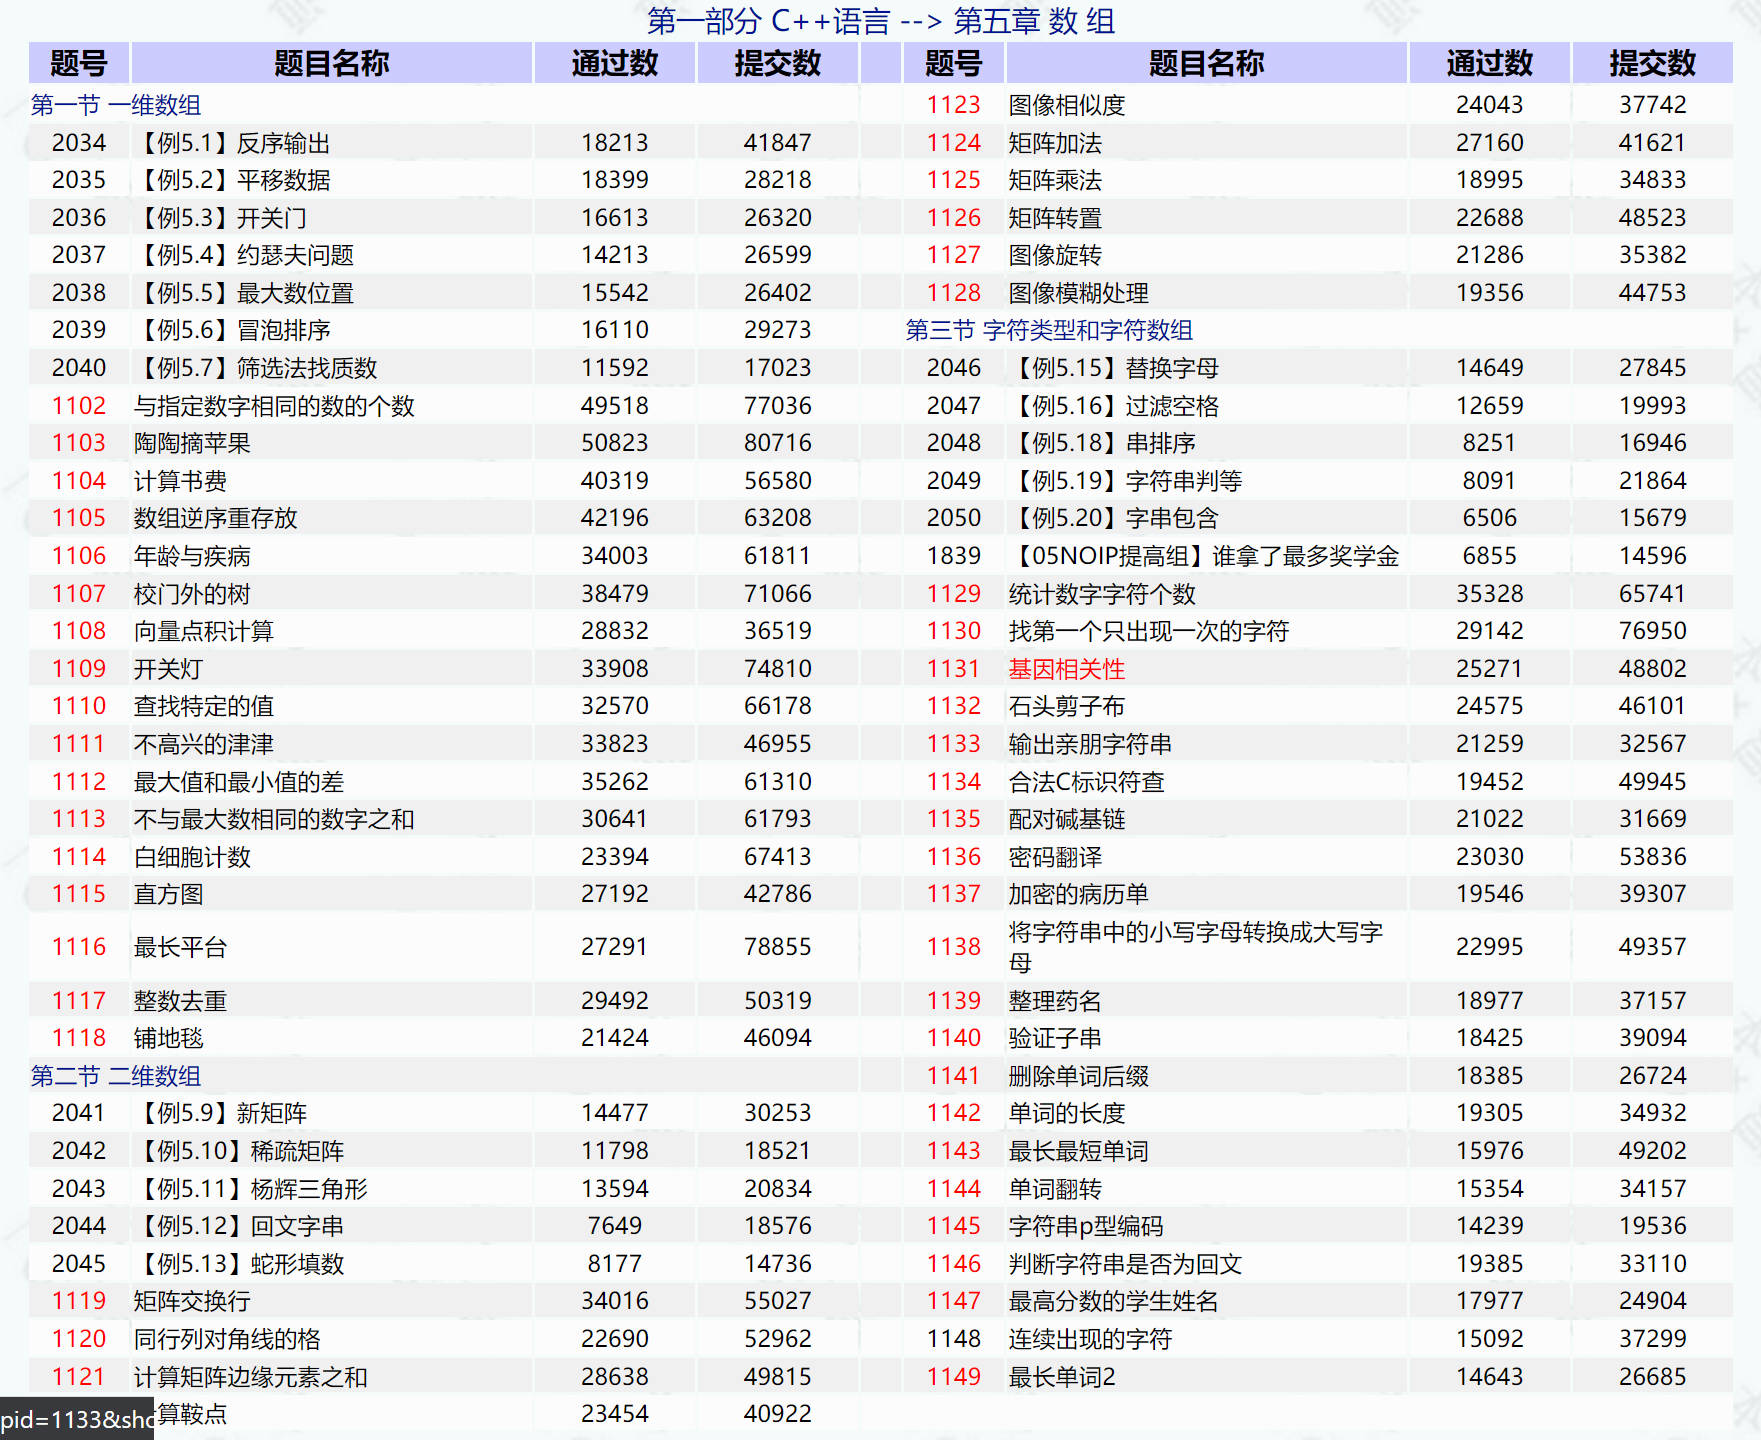 第一部分 C++语言 --> 第五章 数 组
题号 题目名称 通过数 提交数 题号 题目名称 通过数 提交数
第一节 一维数组 1123 图像相似度 24043 37742
2034 【例5.1】反序输出 18213 41847 1124 矩阵加法 27160 41621
2035 【例5.2】平移数据 18399 28218 1125 矩阵乘法 18995 34833
2036 【例5.3】开关门 16613 26320 1126 矩阵转置 22688 48523
2037 【例5.4】约瑟夫问题 14213 26599 1127 图像旋转 21286 35382
2038 【例5.5】最大数位置 15542 26402 1128 图像模糊处理 19356 44753
2039 【例5.6】冒泡排序 16110 29273 第三节 字符类型和字符数组
2040 【例5.7】筛选法找质数 11592 17023 2046 【例5.15】替换字母 14649 27845
1102 与指定数字相同的数的个数 49518 77036 2047 【例5.16】过滤空格 12659 19993
1103 陶陶摘苹果 50823 80716 2048 【例5.18】串排序 8251 16946
1104 计算书费 40319 56580 2049 【例5.19】字符串判等 8091 21864
1105 数组逆序重存放 42196 63208 2050 【例5.20】字串包含 6506 15679
1106 年龄与疾病 34003 61811 1839 【05NOIP提高组】谁拿了最多奖学金 6855 14596
1107 校门外的树 38479 71066 1129 统计数字字符个数 35328 65741
1108 向量点积计算 28832 36519 1130 找第一个只出现一次的字符 29142 76950
1109 开关灯 33908 74810 1131 基因相关性 25271 48802
1110 查找特定的值 32570 66178 1132 石头剪子布 24575 46101
1111 不高兴的津津 33823 46955 1133 输出亲朋字符串 21259 32567
1112 最大值和最小值的差 35262 61310 1134 合法C标识符查 19452 49945
1113 不与最大数相同的数字之和 30641 61793 1135 配对碱基链 21022 31669
1114 白细胞计数 23394 67413 1136 密码翻译 23030 53836
1115 直方图 27192 42786 1137 加密的病历单 19546 39307
1116 最长平台 27291 78855 1138 将字符串中的小写字母转换成大写字 22995 49357
母
1117 整数去重 29492 50319 1139 整理药名 18977 37157
1118 铺地毯 21424 46094 1140 验证子串 18425 39094
第二节 二维数组 1141 删除单词后缀 18385 26724
2041 【例5.9】新矩阵 14477 30253 1142 单词的长度 19305 34932
2042 【例5.10】稀疏矩阵 11798 18521 1143 最长最短单词 15976 49202
2043 【例5.11】杨辉三角形 13594 20834 1144 单词翻转 15354 34157
2044 【例5.12】回文字串 7649 18576 1145 字符串p型编码 14239 19536
2045 【例5.13】蛇形填数 8177 14736 1146 判断字符串是否为回文 19385 33110
1119 矩阵交换行 34016 55027 1147 最高分数的学生姓名 17977 24904
1120 同行列对角线的格 22690 52962 1148 连续出现的字符 15092 37299
1121 计算矩阵边缘元素之和 28638 49815 1149 最长单词2 14643 26685
pid=1133&sho 算鞍点 23454 40922